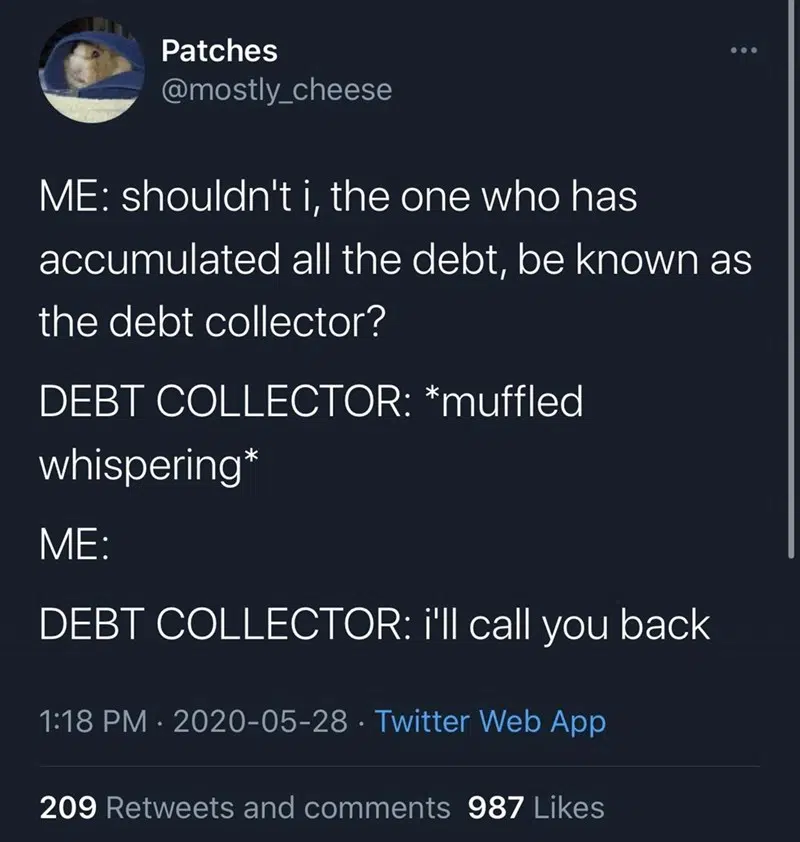 Patches
@mostly_cheese
ME: shouldn't i, the one who has
accumulated all the debt, be known as
the debt collector?
DEBT COLLECTOR: *muffled
whispering*
ME:
DEBT COLLECTOR: i'll call you back
1:18 PM · 2020-05-28 · Twitter Web App
209 Retweets and comments 987 Likes